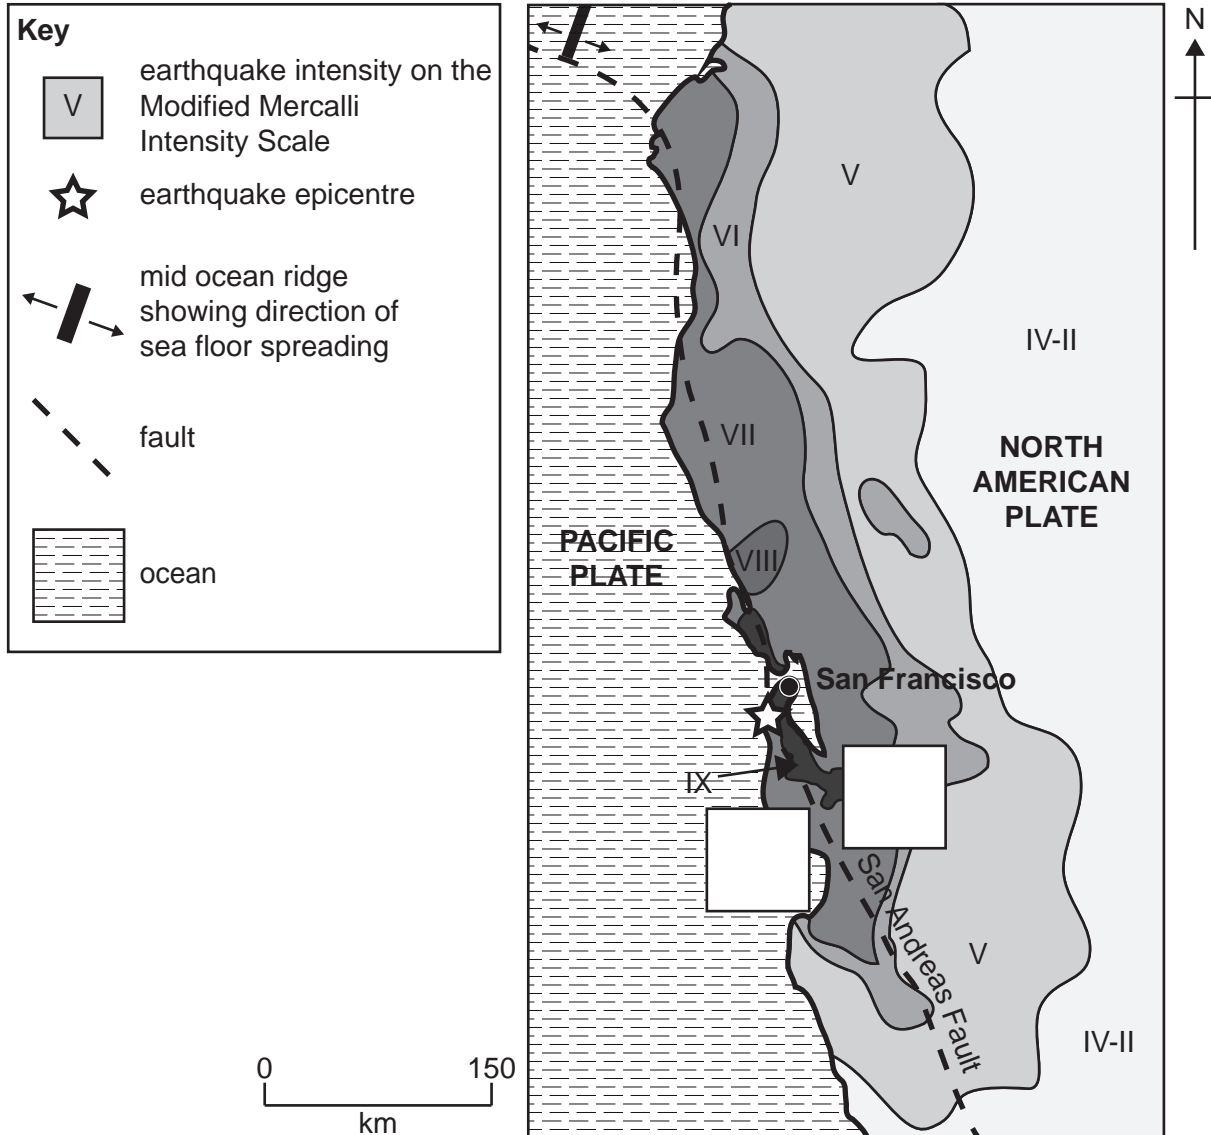 Key
V
earthquake intensity on the
Modified Mercalli
Intensity Scale
earthquake epicentre
mid ocean ridge
showing direction of
sea floor spreading
fault
ocean
0
150
km
N
V
VI
IV-II
VII
NORTH
AMERICAN
PLATE
PACIFIC
PLATE
VIII
San Francisco
IX
San Andreas Fault
V
IV-II